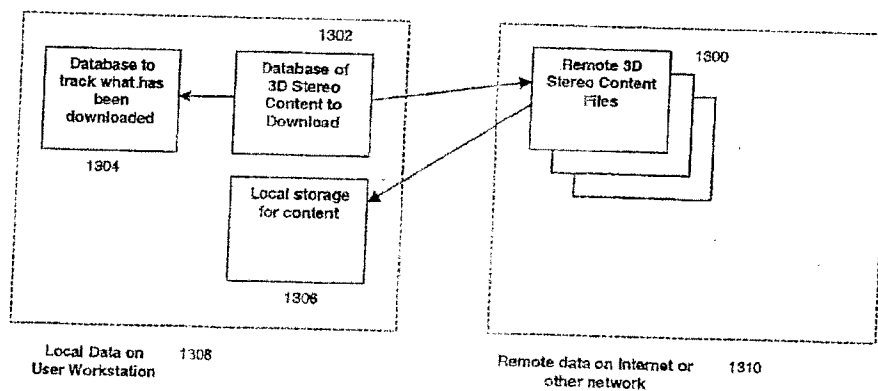 1302
1300
Database to
track what has
been
downloaded
Database of
3D Stereo
Content to
Download
Remote 3D
Stereo Content
Files
1304
Local storage
for content
1306
Local Data on
User Workstation
1308
Remote data on Internet or
other network
1310